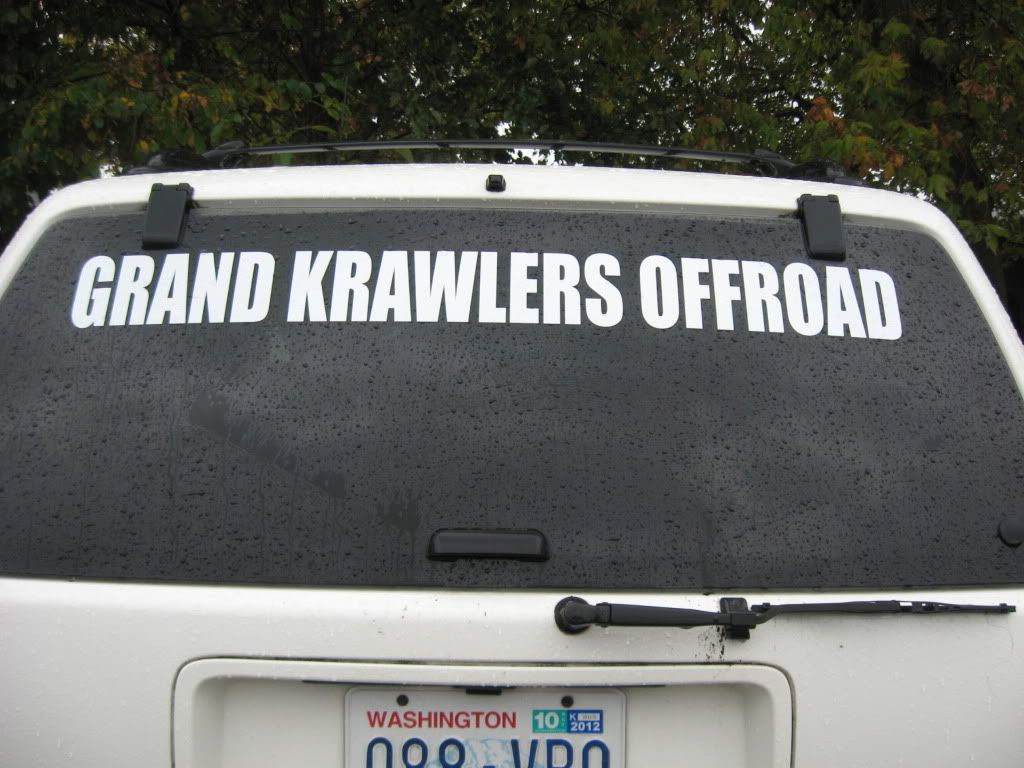 GRAND KRAWLERS OFFROAD
WASHINGTON 10 K 2012